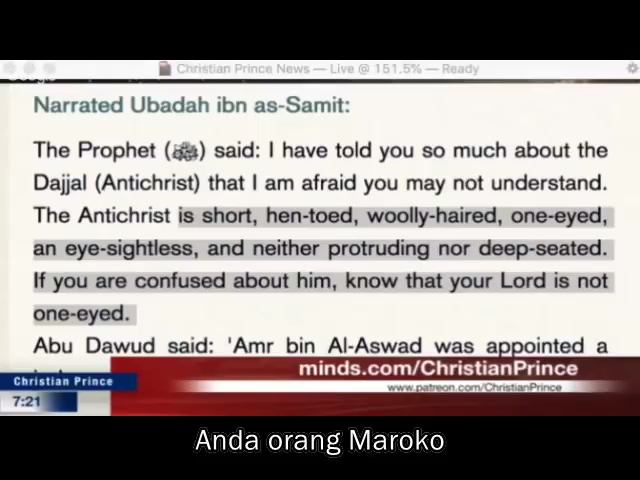 Google
Christian Prince News — Live @ 151.5% — Ready
Narrated Ubadah ibn as-Samit:
The Prophet (ﷺ) said: I have told you so much about the
Dajjal (Antichrist) that I am afraid you may not understand.
The Antichrist is short, hen-toed, woolly-haired, one-eyed,
an eye-sightless, and neither protruding nor deep-seated.
If you are confused about him, know that your Lord is not
one-eyed.
Abu Dawud said: 'Amr bin Al-Aswad was appointed a
minds.com/ChristianPrince
Christian Prince
www.patreon.com/ChristianPrince
7:21
Anda orang Maroko